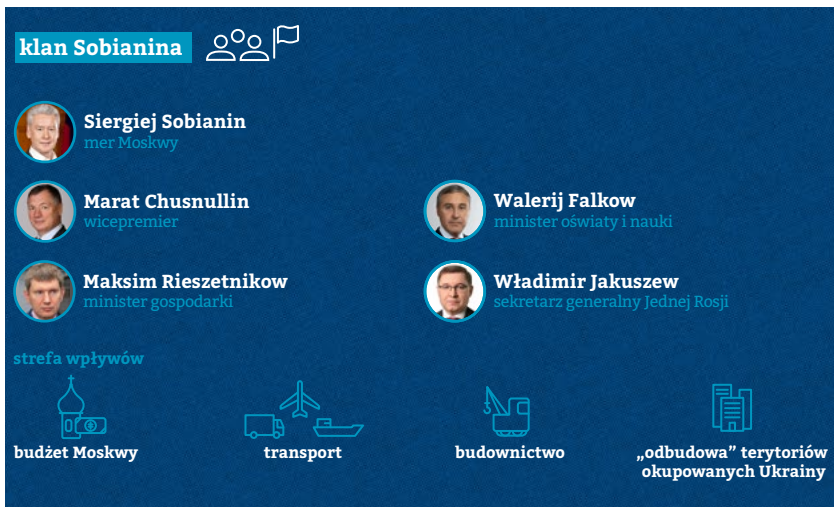 klan Sobianina
Siergiej Sobianin
mer Moskwy
Marat Chusnullin
wicepremier
Walerij Falkow
minister oświaty i nauki
Maksim Rieszetnikow
minister gospodarki
Władimir Jakuszew
sekretarz generalny Jednej Rosji
strefa wpływów
budżet Moskwy
transport
budownictwo
„odbudowa” terytoriów
okupowanych Ukrainy